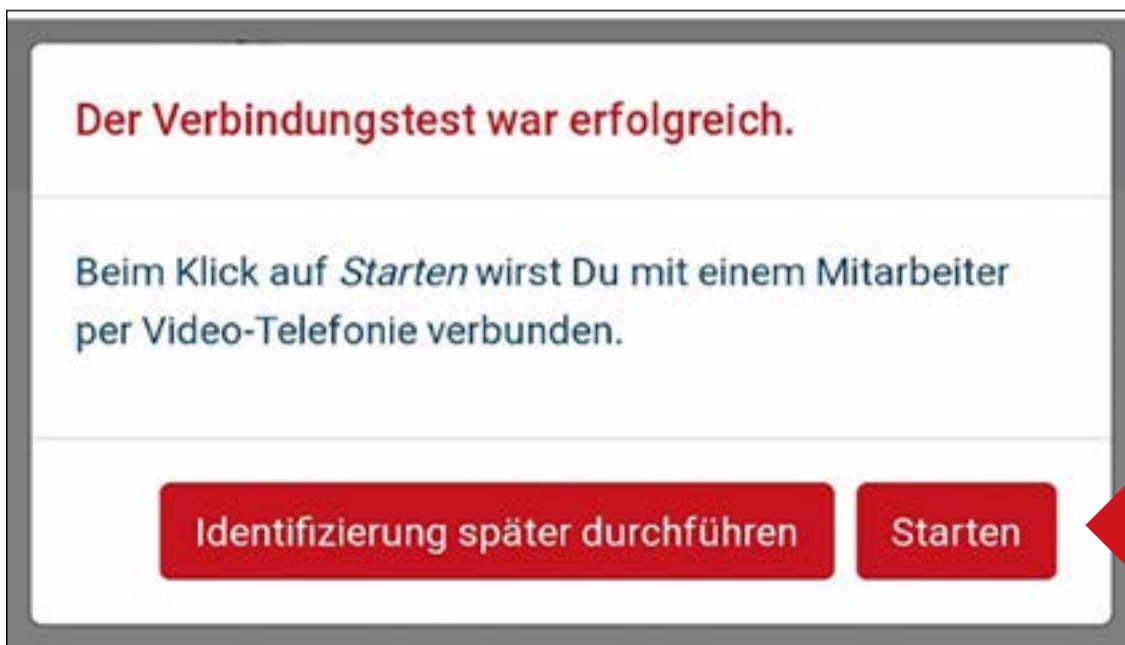 Der Verbindungstest war erfolgreich.
Beim Klick auf Starten wirst Du mit einem Mitarbeiter
per Video-Telefonie verbunden.
Identifizierung später durchführen
Starten